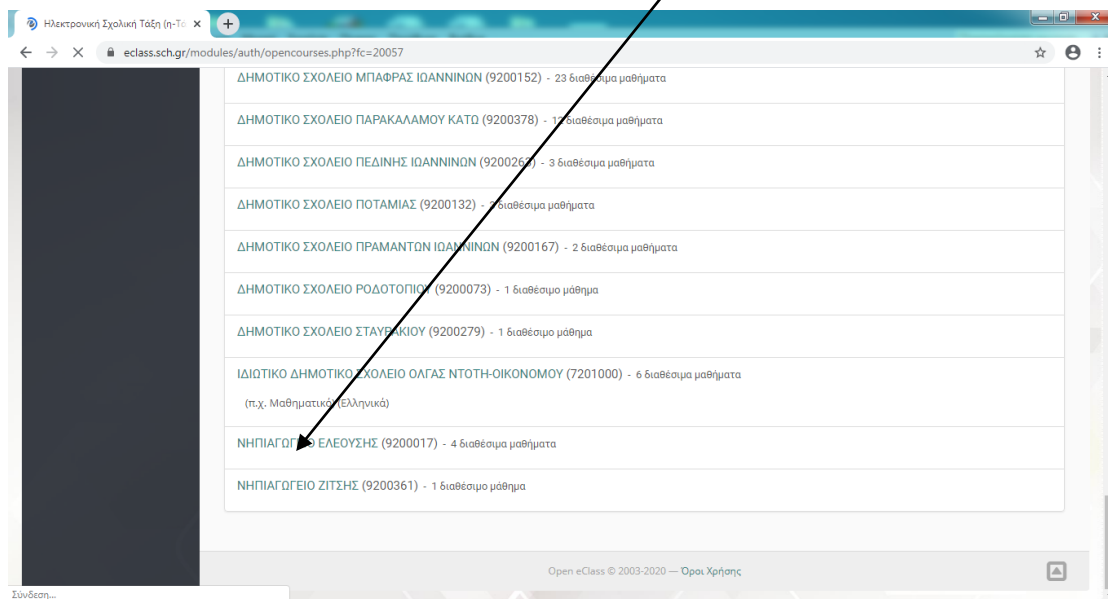 Ηλεκτρονική Σχολική Τάξη (η-Τά
eclass.sch.gr/modules/auth/opencourses.php?fc=20057
ΔΗΜΟΤΙΚΟ ΣΧΟΛΕΙΟ ΜΠΑΦΡΑΣ ΙΩΑΝΝΙΝΩΝ (9200152) - 23 διαθέσιμα μαθήματα
ΔΗΜΟΤΙΚΟ ΣΧΟΛΕΙΟ ΠΑΡΑΚΑΛΑΜΟΥ ΚΑΤΩ (9200378) - διαθέσιμα μαθήματα
ΔΗΜΟΤΙΚΟ ΣΧΟΛΕΙΟ ΠΕΔΙΝΗΣ ΙΩΑΝΝΙΝΩΝ (9200263) - 3 διαθέσιμα μαθήματα
ΔΗΜΟΤΙΚΟ ΣΧΟΛΕΙΟ ΠΟΤΑΜΙΑΣ (9200132) - διαθέσιμα μαθήματα
ΔΗΜΟΤΙΚΟ ΣΧΟΛΕΙΟ ΠΡΑΜΑΝΤΩΝ ΙΩΑΝΝΙΝΩΝ (9200167) - 2 διαθέσιμα μαθήματα
ΔΗΜΟΤΙΚΟ ΣΧΟΛΕΙΟ ΡΟΔΟΤΟΠΙΟΥ (9200073) - 1 διαθέσιμο μάθημα
ΔΗΜΟΤΙΚΟ ΣΧΟΛΕΙΟ ΣΤΑΥΡΑΚΙΟΥ (9200279) - 1 διαθέσιμο μάθημα
ΙΔΙΩΤΙΚΟ ΔΗΜΟΤΙΚΟ ΣΧΟΛΕΙΟ ΟΛΓΑΣ ΝΤΟΤΗ-ΟΙΚΟΝΟΜΟΥ (7201000) - 6 διαθέσιμα μαθήματα
(π.χ. Μαθηματικά) (Ελληνικά)
ΝΗΠΙΑΓΩΓΕΙΟ ΕΛΕΟΥΣΗΣ (9200017) - 4 διαθέσιμα μαθήματα
ΝΗΠΙΑΓΩΓΕΙΟ ΖΙΤΣΗΣ (9200361) - 1 διαθέσιμο μάθημα
Open eClass © 2003-2020 — Όροι Χρήσης
Σύνδεση...